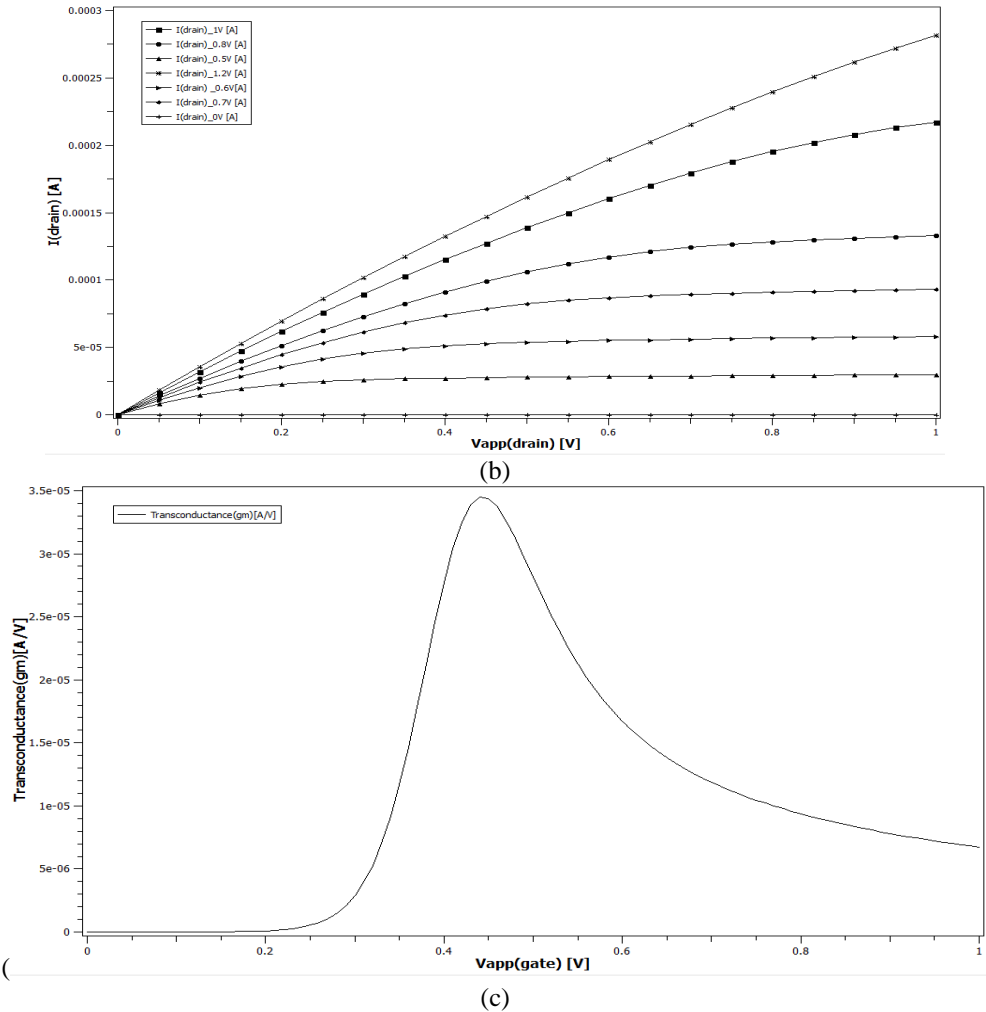 0.0003
I(drain)_1V [A]
I(drain)_0.8V [A]
I(drain)_0.5V [A]
I(drain)_1.2V [A]
I(drain) _0.6V[A]
I(drain)_0.7V [A]
I(drain)_0V [A]
0.00025
0.0002
0.00015
0.0001
5e-05
0
I(drain) [A]
0 0.2 0.4 0.6 0.8 1
Vapp(drain) [V]
(b)
3.5e-05
Transconductance(gm)[A/V]
3e-05
2.5e-05
2e-05
1.5e-05
1e-05
5e-06
0
Transconductance(gm)[A/V]
0 0.2 0.4 0.6 0.8 1
Vapp(gate) [V]
(
(c)